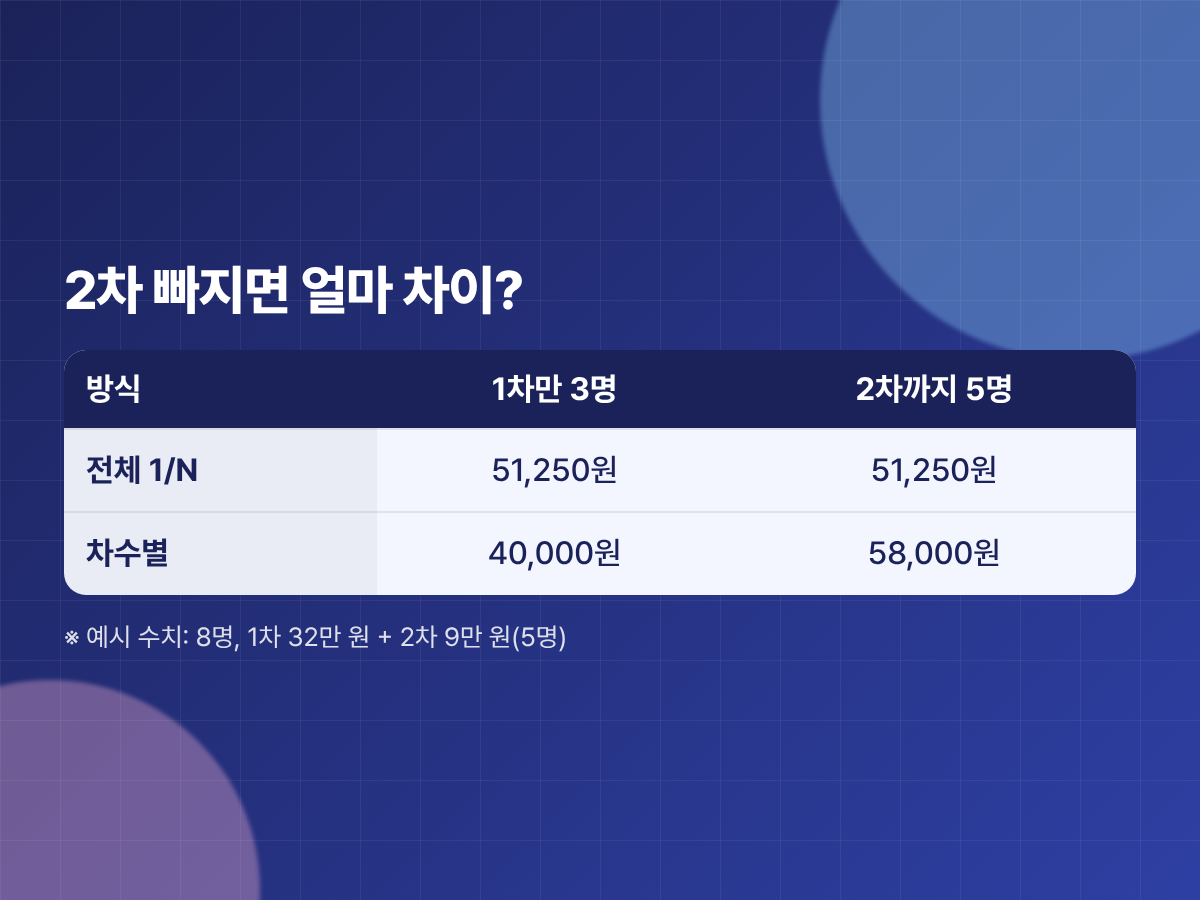 2차 빠지면 얼마 차이?
방식 1차만 3명 2차까지 5명
전체 1/N 51,250원 51,250원
차수별 40,000원 58,000원
※ 예시 수치: 8명, 1차 32만 원 + 2차 9만 원(5명)